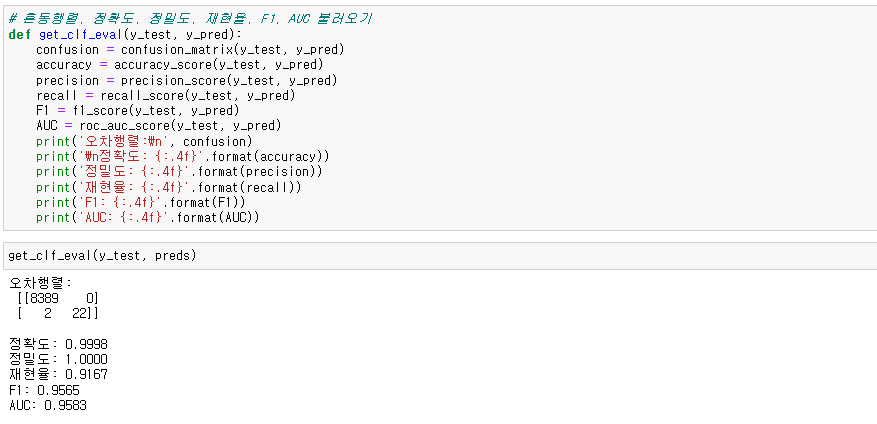 # 혼동행렬, 정확도, 정밀도, 재현율, F1, AUC 불러오기
def get_clf_eval(y_test, y_pred):
    confusion = confusion_matrix(y_test, y_pred)
    accuracy = accuracy_score(y_test, y_pred)
    precision = precision_score(y_test, y_pred)
    recall = recall_score(y_test, y_pred)
    F1 = f1_score(y_test, y_pred)
    AUC = roc_auc_score(y_test, y_pred)
    print('오차행렬:₩n', confusion)
    print('₩n정확도: {:.4f}'.format(accuracy))
    print('정밀도: {:.4f}'.format(precision))
    print('재현율: {:.4f}'.format(recall))
    print('F1: {:.4f}'.format(F1))
    print('AUC: {:.4f}'.format(AUC))
get_clf_eval(y_test, preds)
오차행렬:
 [[8389    0]
 [   2   22]]
정확도: 0.9998
정밀도: 1.0000
재현율: 0.9167
F1: 0.9565
AUC: 0.9583